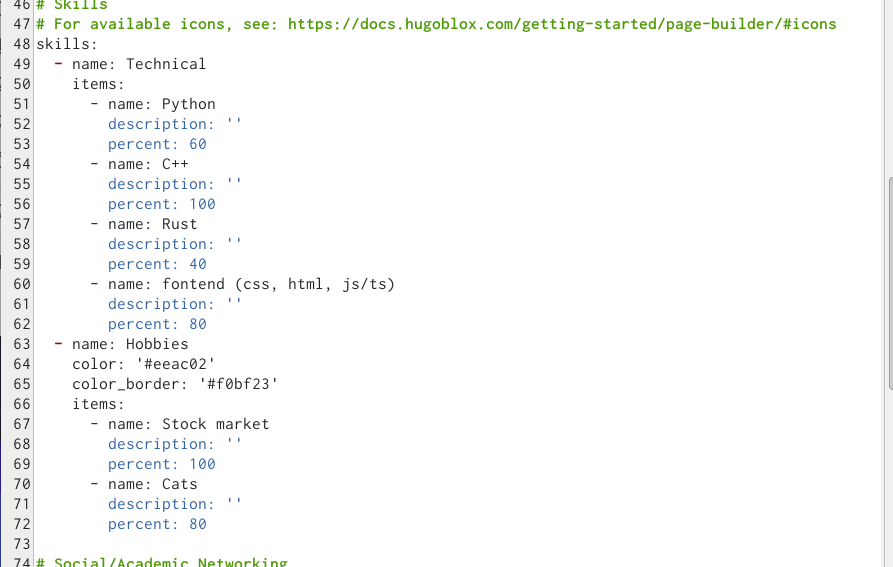 46 # Skills
47 # For available icons, see: https://docs.hugoblox.com/getting-started/page-builder/#icons
48 skills:
49   - name: Technical
50     items:
51       - name: Python
52         description: ''
53         percent: 60
54       - name: C++
55         description: ''
56         percent: 100
57       - name: Rust
58         description: ''
59         percent: 40
60       - name: fontend (css, html, js/ts)
61         description: ''
62         percent: 80
63   - name: Hobbies
64     color: '#eeac02'
65     color_border: '#f0bf23'
66     items:
67       - name: Stock market
68         description: ''
69         percent: 100
70       - name: Cats
71         description: ''
72         percent: 80
73
74 # Social/Academic Networking